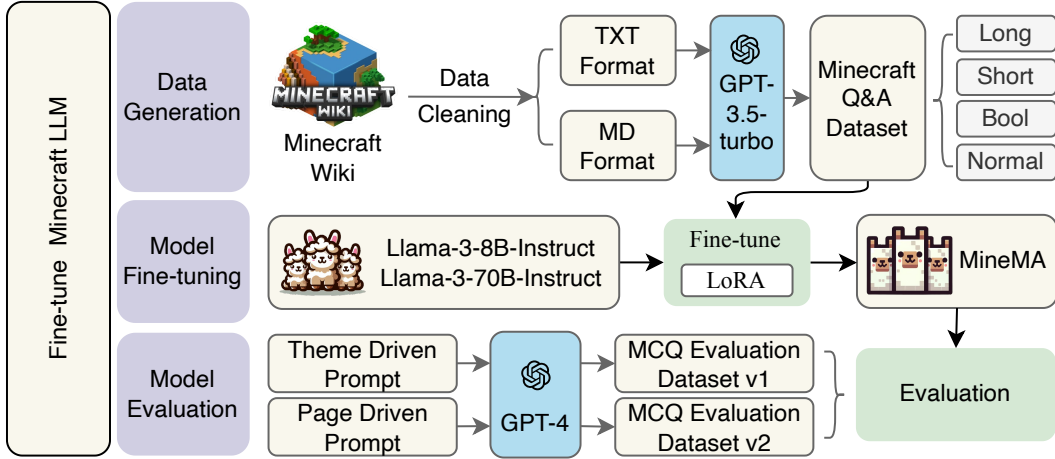 Fine-tune Minecraft LLM
Data
Generation
MINECRAFT
WIKI
Minecraft
Wiki
Data
Cleaning
TXT
Format
MD
Format
GPT-
3.5-
turbo
Minecraft
Q&A
Dataset
Long
Short
Bool
Normal
Model
Fine-tuning
Llama-3-8B-Instruct
Llama-3-70B-Instruct
Fine-tune
LoRA
MineMA
Model
Evaluation
Theme Driven
Prompt
Page Driven
Prompt
GPT-4
MCQ Evaluation
Dataset v1
MCQ Evaluation
Dataset v2
Evaluation